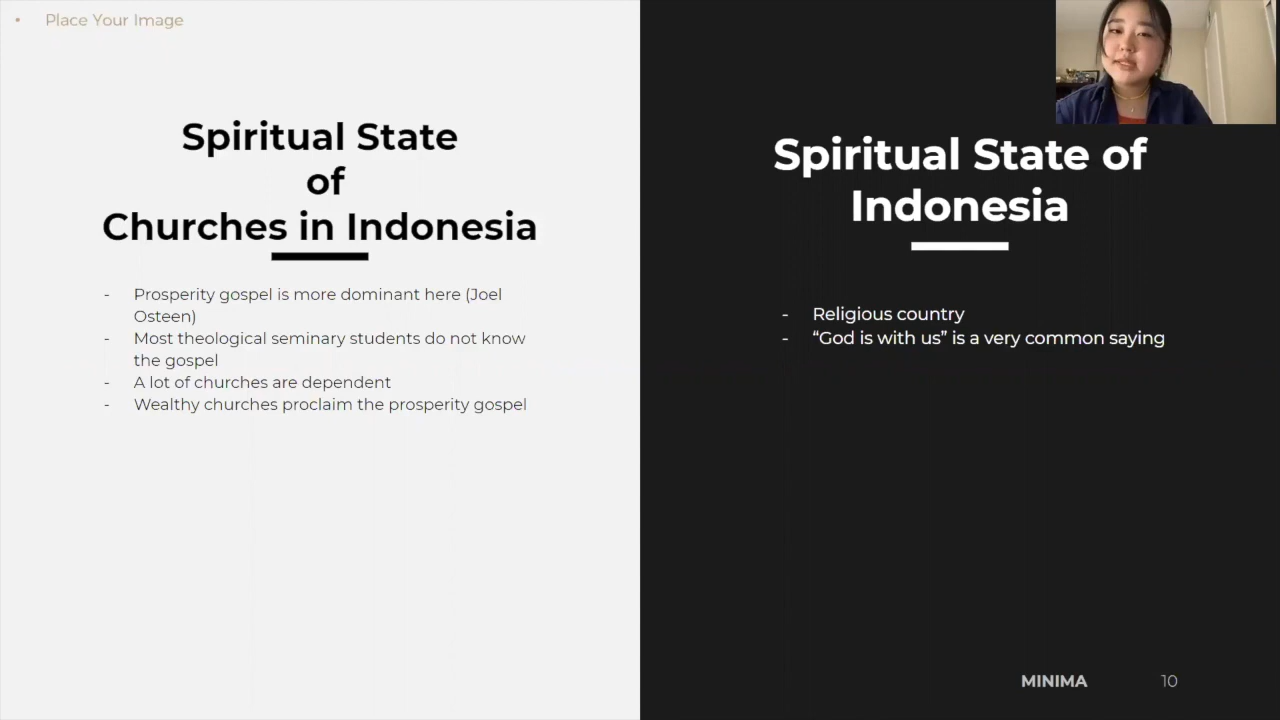 • Place Your Image
Spiritual State
of
Churches in Indonesia
- Prosperity gospel is more dominant here (Joel
Osteen)
- Most theological seminary students do not know
the gospel
- A lot of churches are dependent
- Wealthy churches proclaim the prosperity gospel
Spiritual State of
Indonesia
- Religious country
- “God is with us” is a very common saying
MINIMA
10